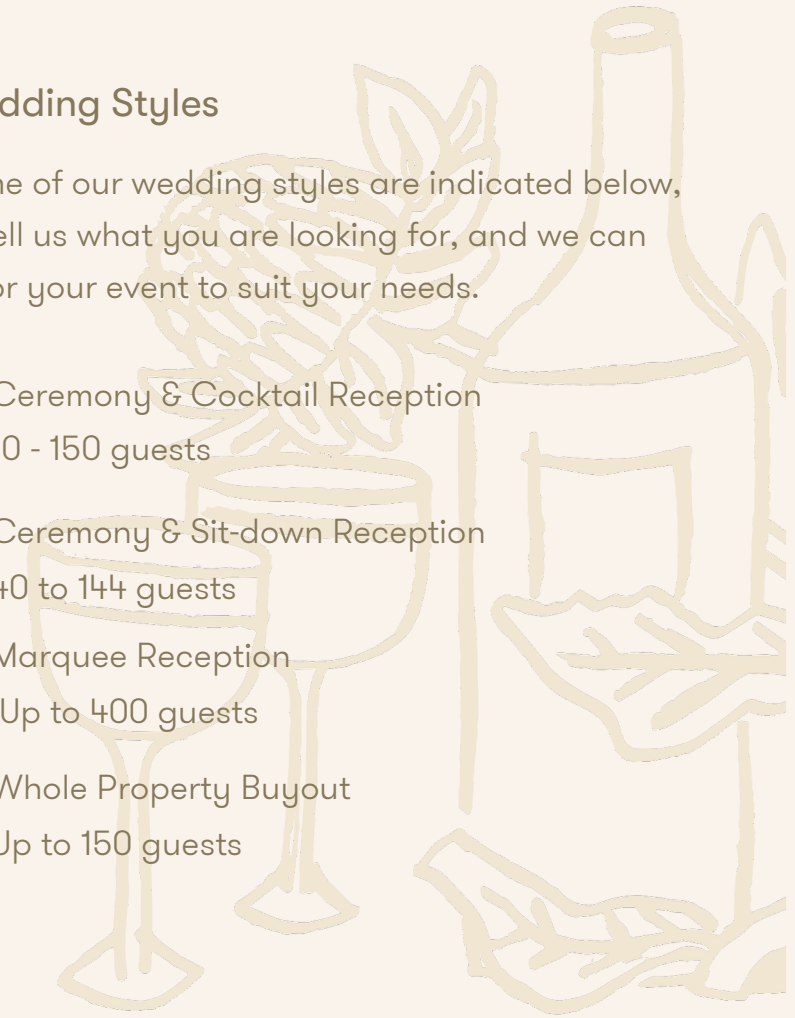 dding Styles
ne of our wedding styles are indicated below,
ell us what you are looking for, and we can
or your event to suit your needs.
Ceremony & Cocktail Reception
0 - 150 guests
Ceremony & Sit-down Reception
40 to 144 guests
Marquee Reception
Up to 400 guests
Whole Property Buyout
Up to 150 guests